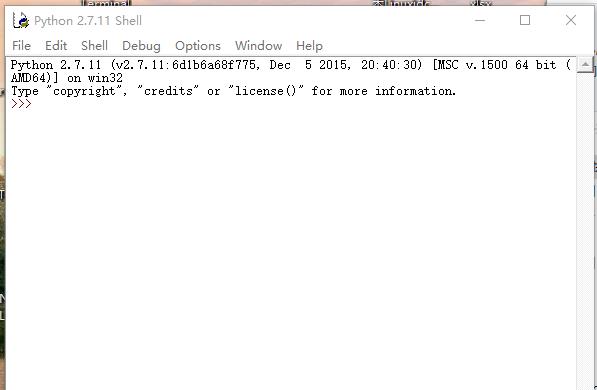 Python 2.7.11 Shell
File Edit Shell Debug Options Window Help
Python 2.7.11 (v2.7.11:6d1b6a68f775, Dec  5 2015, 20:40:30) [MSC v.1500 64 bit (
AMD64)] on win32
Type "copyright", "credits" or "license()" for more information.
>>>